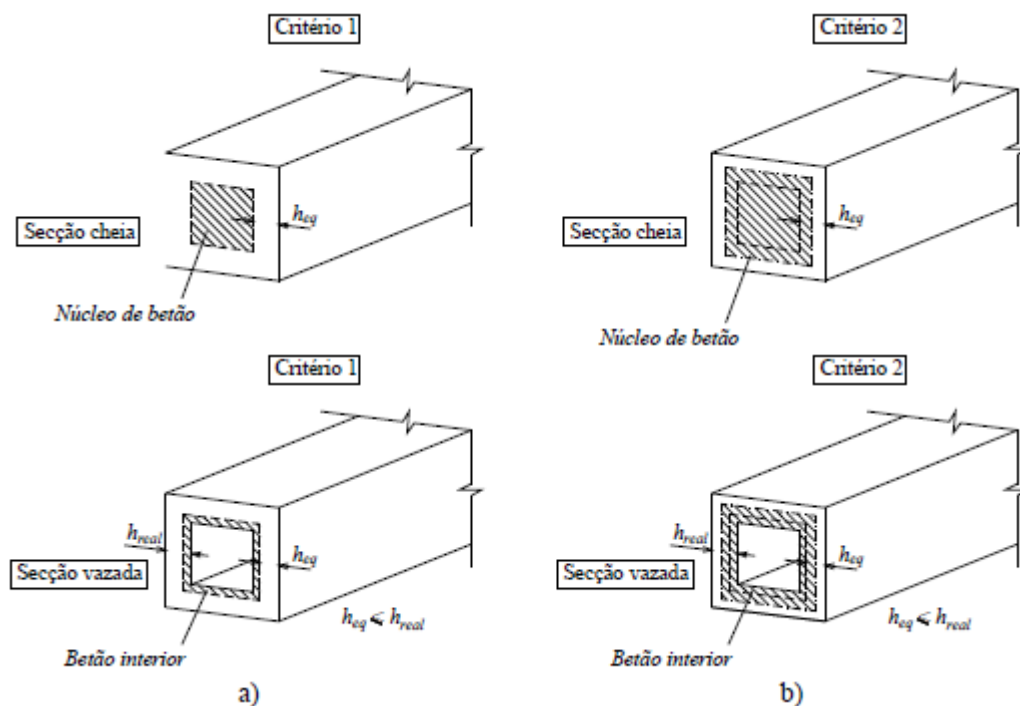 Critério 1
Critério 2
Secção cheia
h_eq
Secção cheia
h_eq
Núcleo de betão
Núcleo de betão
Critério 1
Critério 2
h_real
h_eq
h_real
h_eq
Secção vazada
Secção vazada
h_eq ⩽ h_real
h_eq ⩽ h_real
Betão interior
Betão interior
a)
b)